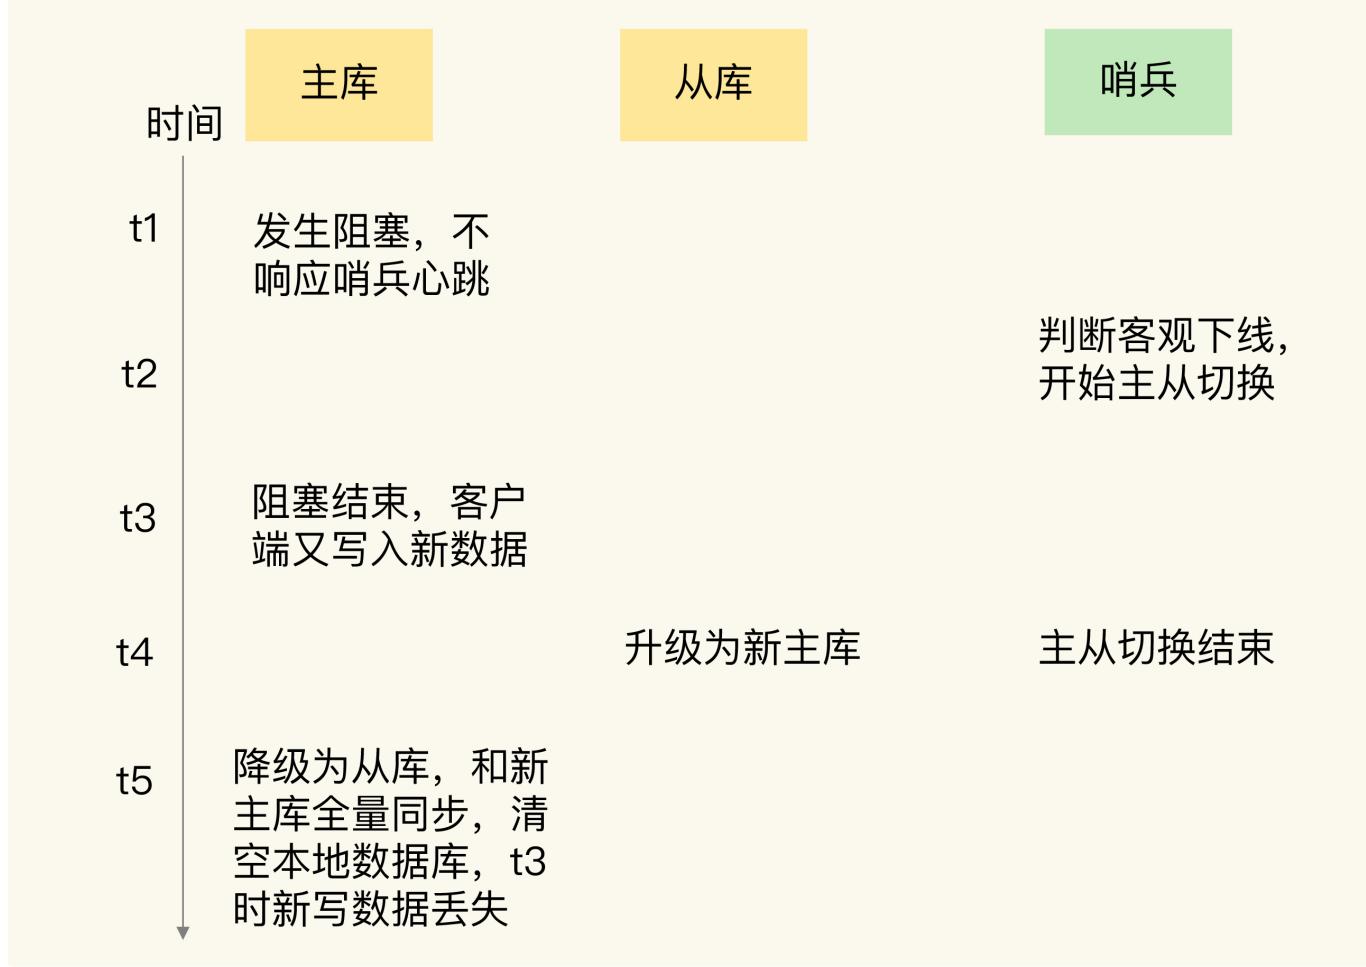 主库
从库
哨兵
时间
t1
发生阻塞，不
响应哨兵心跳
t2
判断客观下线，
开始主从切换
t3
阻塞结束，客户
端又写入新数据
t4
升级为新主库
主从切换结束
t5
降级为从库，和新
主库全量同步，清
空本地数据库，t3
时新写数据丢失